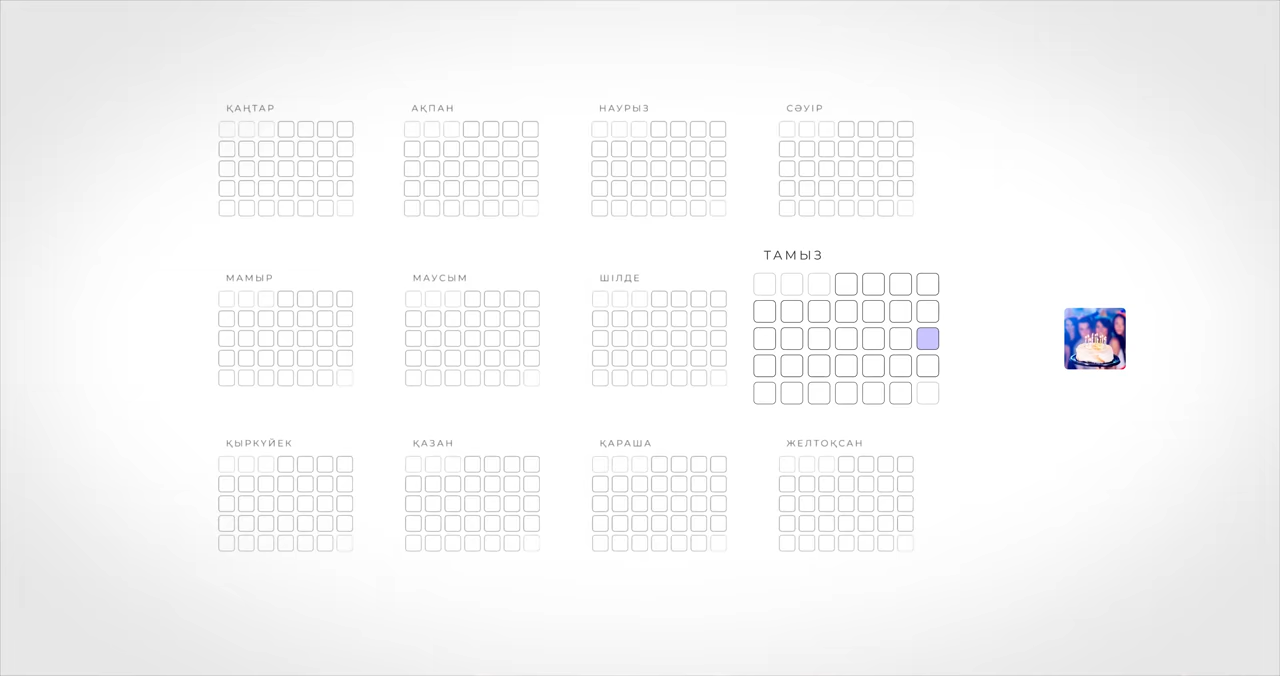 ҚАҢТАР
АҚПАН
НАУРЫЗ
СӘУІР
МАМЫР
МАУСЫМ
ШІЛДЕ
ТАМЫЗ
ҚЫРКҮЙЕК
ҚАЗАН
ҚАРАША
ЖЕЛТОҚСАН